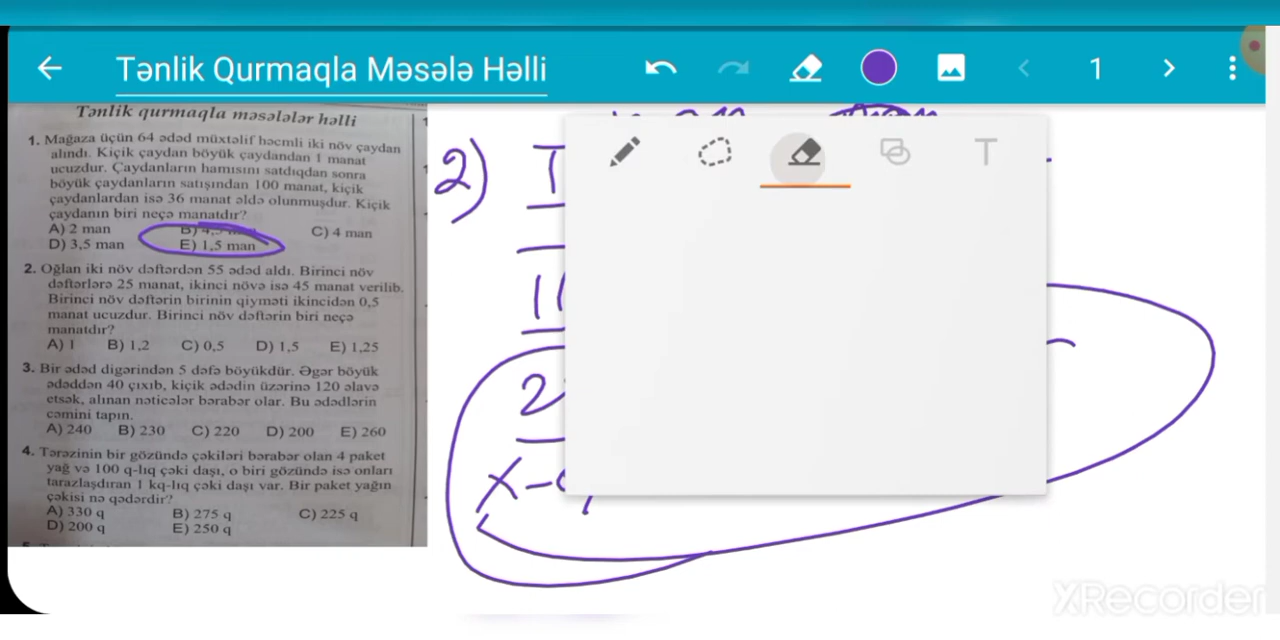 Tənlik Qurmaqla Məsələ Həlli
1
Tənlik qurmaqla məsələlər həlli
1. Mağaza üçün 64 ədəd müxtəlif həcmli iki növ çaydan
alındı. Kiçik çaydan böyük çaydandan 1 manat
ucuzdur. Çaydanların hamısını satdıqdan sonra
böyük çaydanların satışından 100 manat, kiçik
çaydanlardan isə 36 manat əldə olunmuşdur. Kiçik
çaydanın biri neçə manatdır?
A) 2 man B) 4,5 man C) 4 man
D) 3,5 man E) 1,5 man
2. Oğlan iki növ dəftərdən 55 ədəd aldı. Birinci növ
dəftərlərə 25 manat, ikinci növə isə 45 manat verilib.
Birinci növ dəftərin birinin qiyməti ikincidən 0,5
manat ucuzdur. Birinci növ dəftərin biri neçə
manatdır?
A) 1 B) 1,2 C) 0,5 D) 1,5 E) 1,25
3. Bir ədəd digərindən 5 dəfə böyükdür. Əgər böyük
ədəddən 40 çıxıb, kiçik ədədin üzərinə 120 əlavə
etsək, alınan nəticələr bərabər olar. Bu ədədlərin
cəmini tapın.
A) 240 B) 230 C) 220 D) 200 E) 260
4. Tərəzinin bir gözündə çəkiləri bərabər olan 4 paket
yağ və 100 q-lıq çəki daşı, o biri gözündə isə onları
tarazlaşdıran 1 kq-lıq çəki daşı var. Bir paket yağın
çəkisi nə qədərdir?
A) 330 q B) 275 q C) 225 q
D) 200 q E) 250 q
2)
2
x-
T
XRecorder